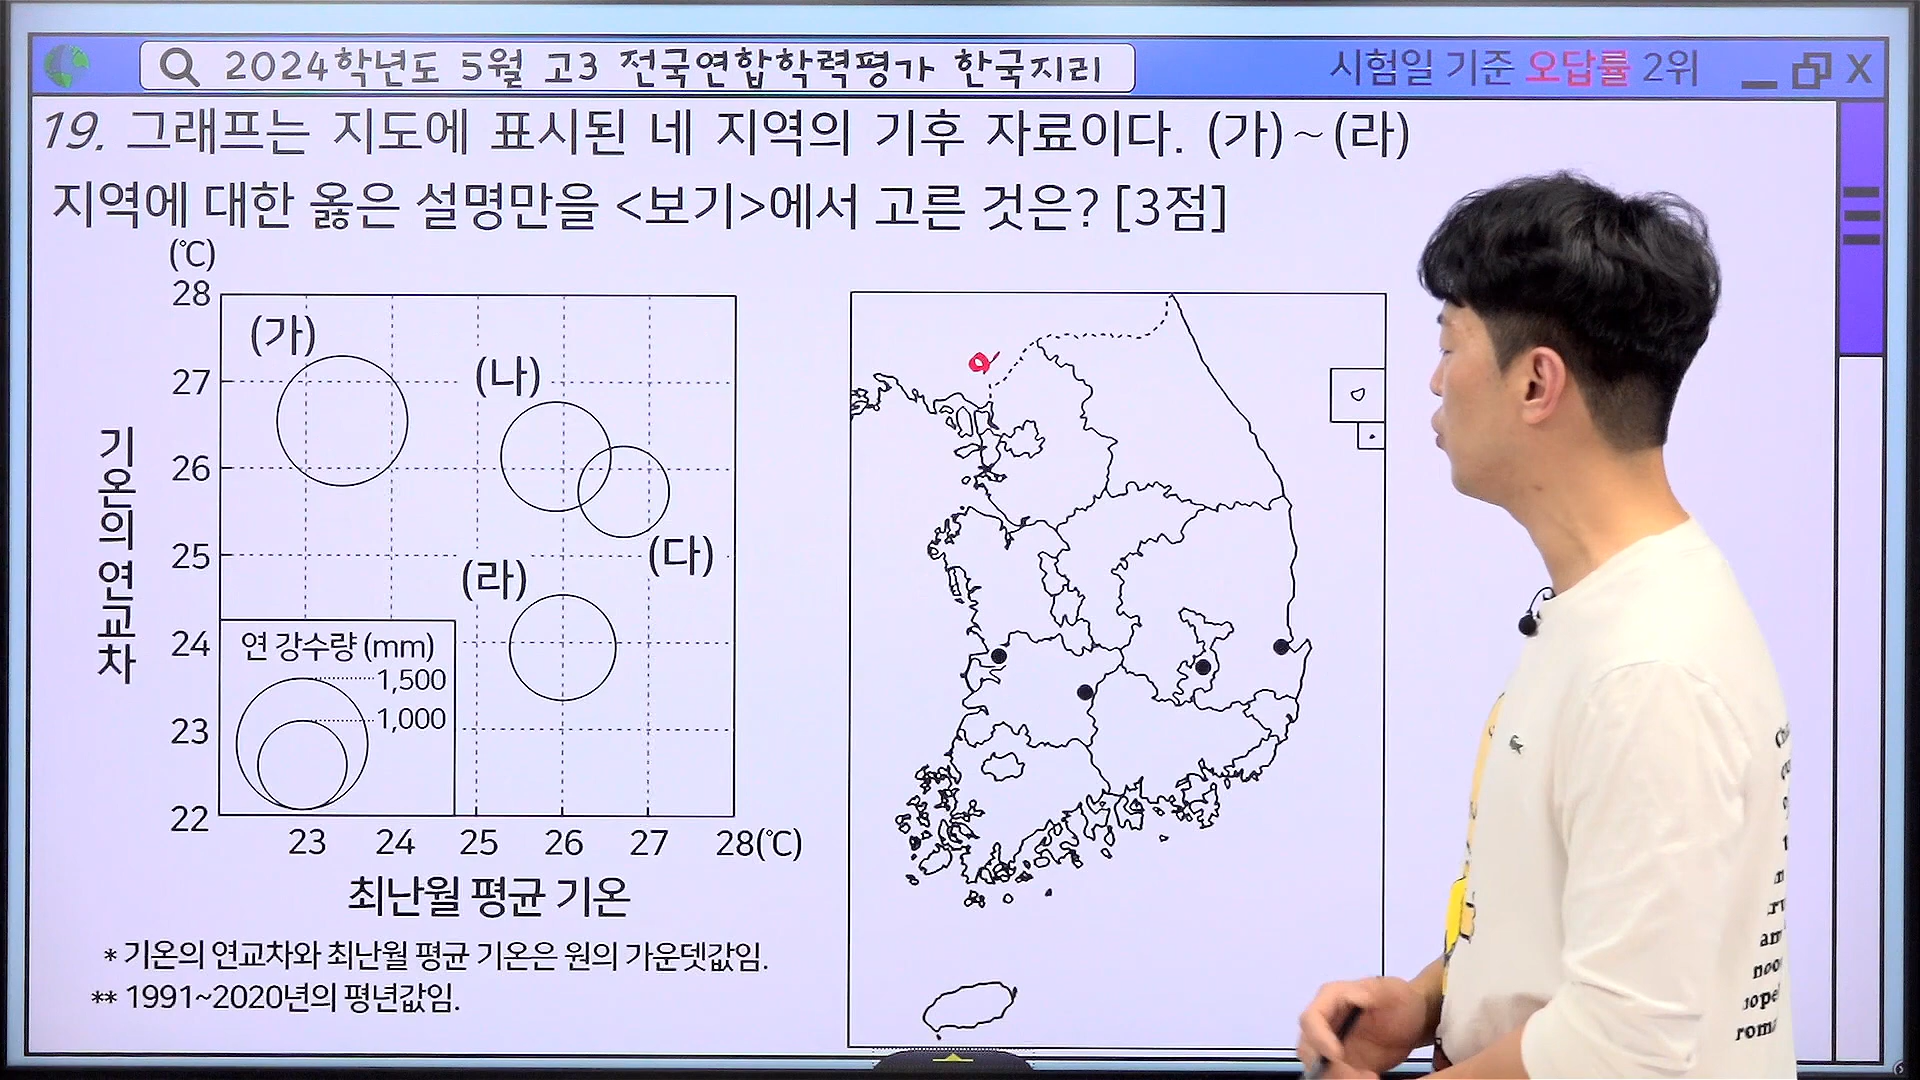 2024학년도 5월 고3 전국연합학력평가 한국지리
시험일 기준 오답률 2위
19. 그래프는 지도에 표시된 네 지역의 기후 자료이다. (가)~(라)
지역에 대한 옳은 설명만을 <보기>에서 고른 것은? [3점]
(℃)
28
27
26
25
24
23
22
기온의 연교차
(가)
(나)
(다)
(라)
연 강수량 (mm)
1,500
1,000
23 24 25 26 27 28(℃)
최난월 평균 기온
* 기온의 연교차와 최난월 평균 기온은 원의 가운뎃값임.
** 1991~2020년의 평년값임.